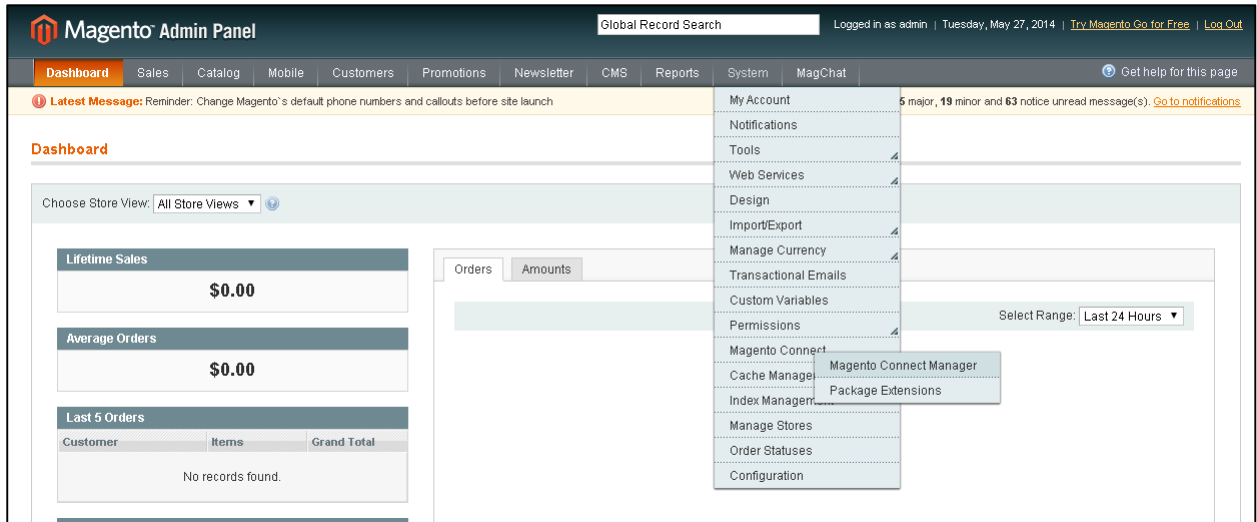 Magento Admin Panel
Global Record Search
Logged in as admin | Tuesday, May 27, 2014 | Try Magento Go for Free | Log Out
Dashboard Sales Catalog Mobile Customers Promotions Newsletter CMS Reports System MagChat Get help for this page
Latest Message: Reminder: Change Magento`s default phone numbers and callouts before site launch
5 major, 19 minor and 63 notice unread message(s). Go to notifications
My Account
Notifications
Tools
Web Services
Design
Import/Export
Manage Currency
Transactional Emails
Custom Variables
Permissions
Magento Connect
Magento Connect Manager
Package Extensions
Cache Manage
Index Management
Manage Stores
Order Statuses
Configuration
Dashboard
Choose Store View: All Store Views
Lifetime Sales
$0.00
Average Orders
$0.00
Last 5 Orders
Customer Items Grand Total
No records found.
Orders Amounts
Select Range: Last 24 Hours